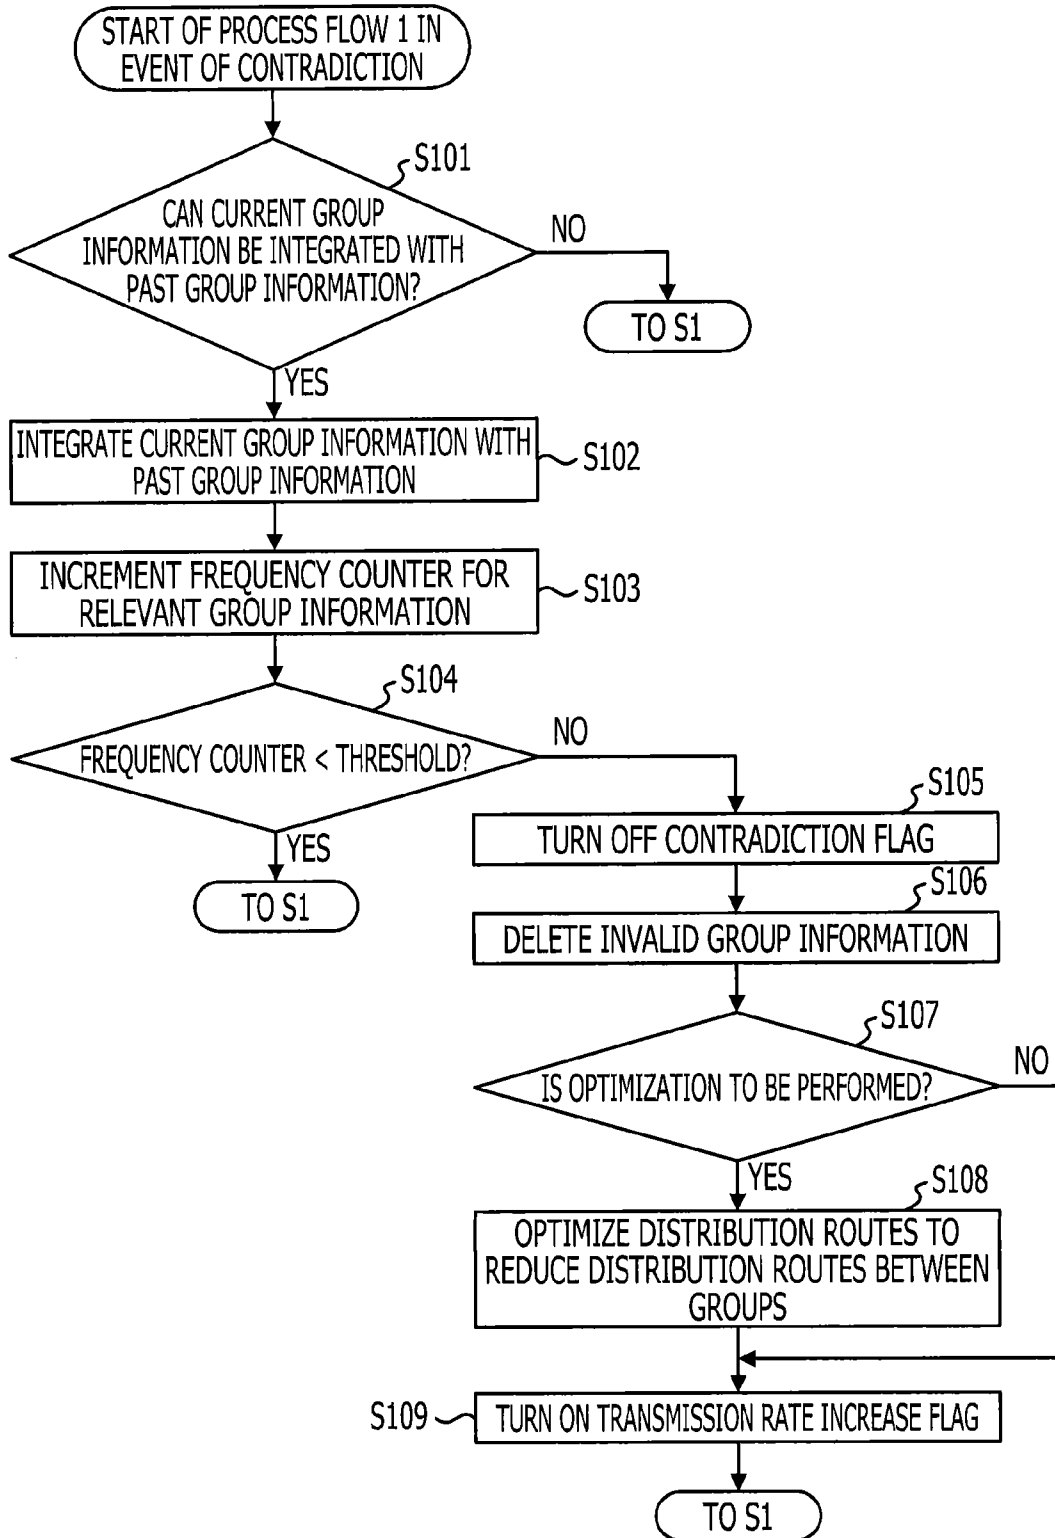 START OF PROCESS FLOW 1 IN
EVENT OF CONTRADICTION
S101
CAN CURRENT GROUP
INFORMATION BE INTEGRATED WITH
PAST GROUP INFORMATION?
NO
TO S1
YES
INTEGRATE CURRENT GROUP INFORMATION WITH
PAST GROUP INFORMATION
S102
INCREMENT FREQUENCY COUNTER FOR
RELEVANT GROUP INFORMATION
S103
S104
FREQUENCY COUNTER < THRESHOLD?
NO
YES
TO S1
S105
TURN OFF CONTRADICTION FLAG
S106
DELETE INVALID GROUP INFORMATION
S107
IS OPTIMIZATION TO BE PERFORMED?
NO
YES
S108
OPTIMIZE DISTRIBUTION ROUTES TO
REDUCE DISTRIBUTION ROUTES BETWEEN
GROUPS
S109
TURN ON TRANSMISSION RATE INCREASE FLAG
TO S1